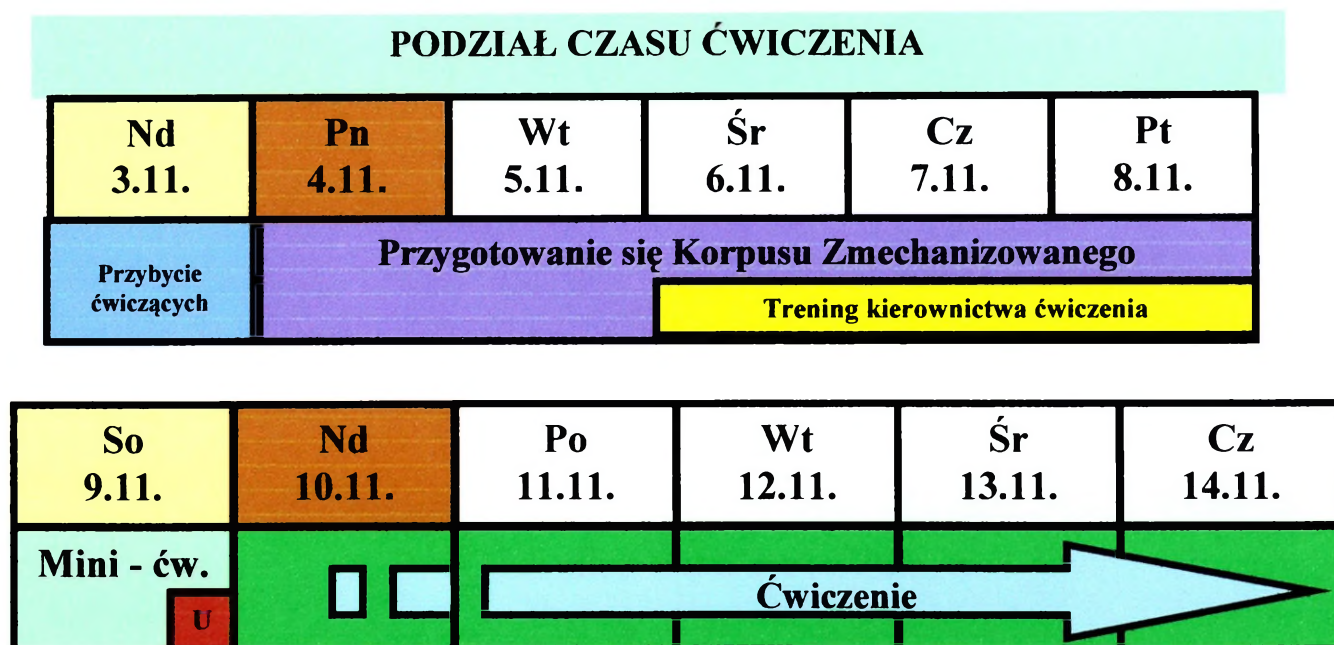 PODZIAŁ CZASU ĆWICZENIA
Nd Pn Wt Śr Cz Pt
3.11. 4.11. 5.11. 6.11. 7.11. 8.11.
Przybycie
ćwiczących
Przygotowanie się Korpusu Zmechanizowanego
Trening kierownictwa ćwiczenia
So Nd Po Wt Śr Cz
9.11. 10.11. 11.11. 12.11. 13.11. 14.11.
Mini - ćw.
U
Ćwiczenie